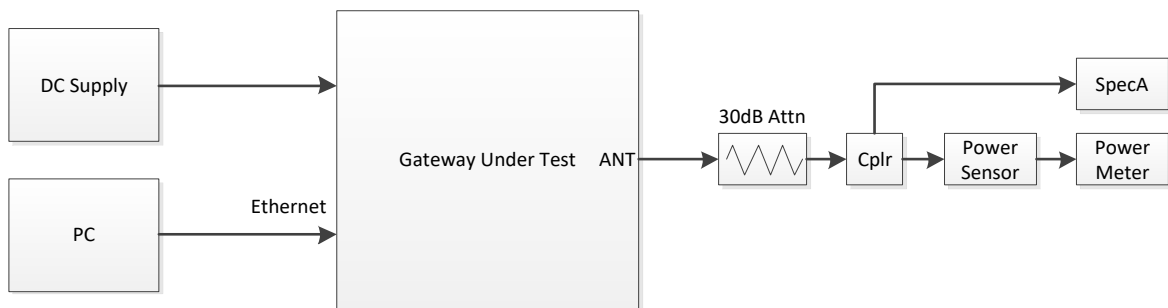 DC Supply
PC
Ethernet
Gateway Under Test
ANT
30dB Attn
Cplr
SpecA
Power
Sensor
Power
Meter